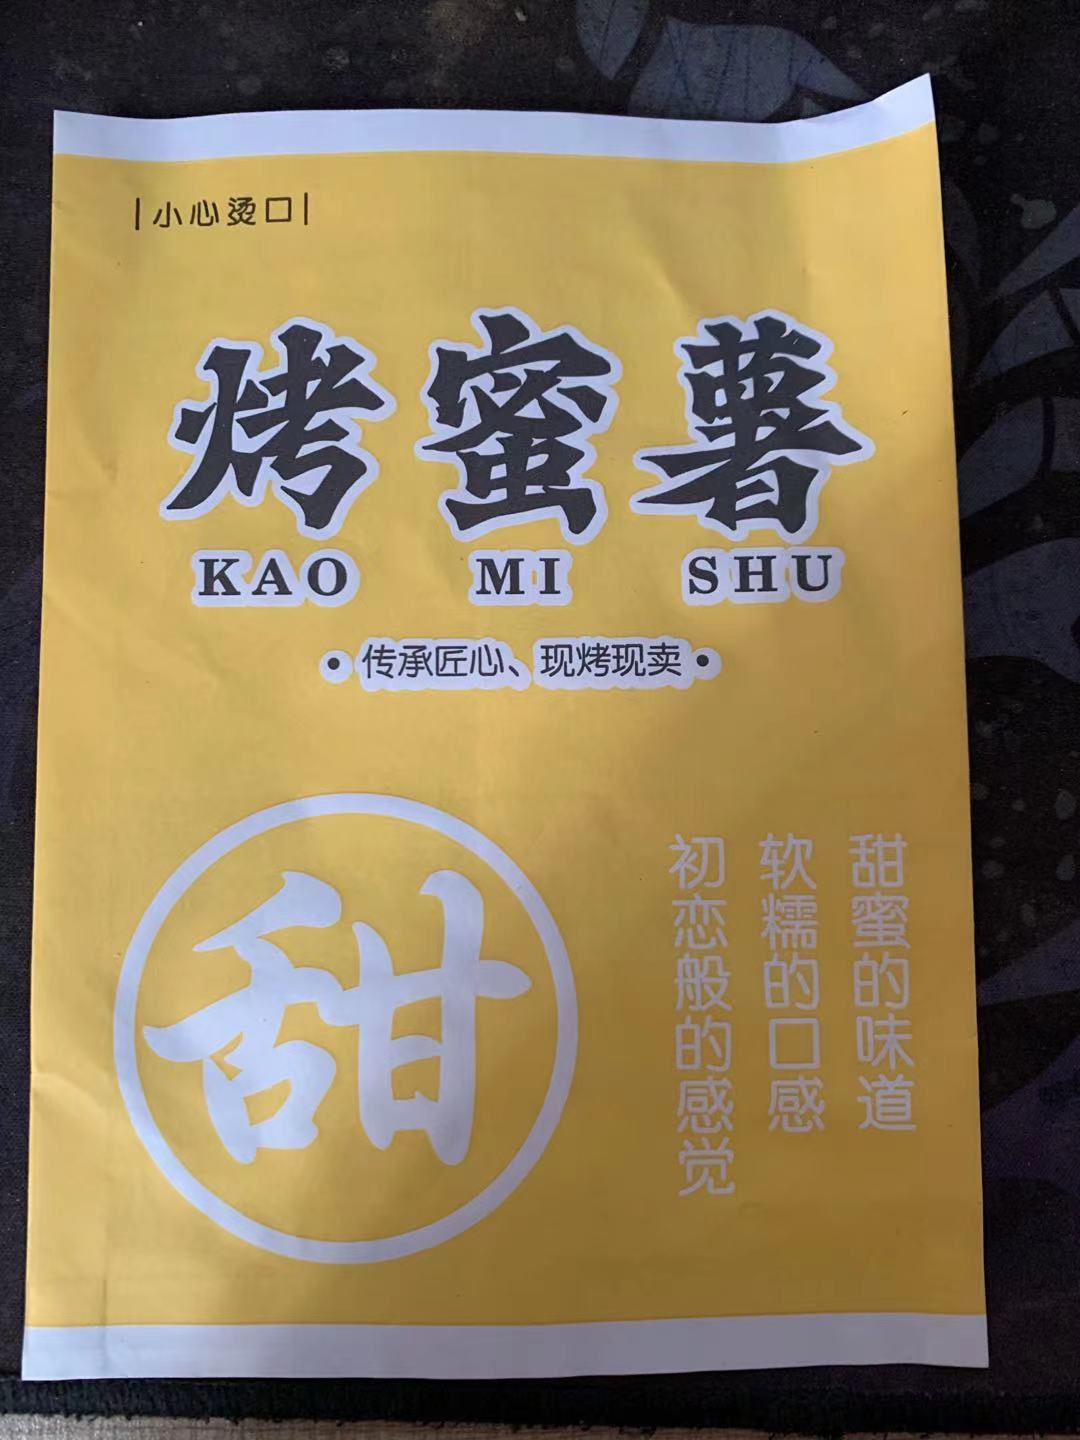 |小心烫口|
烤蜜薯
KAO MI SHU
•传承匠心、现烤现卖•
甜
甜蜜的味道
软糯的口感
初恋般的感觉